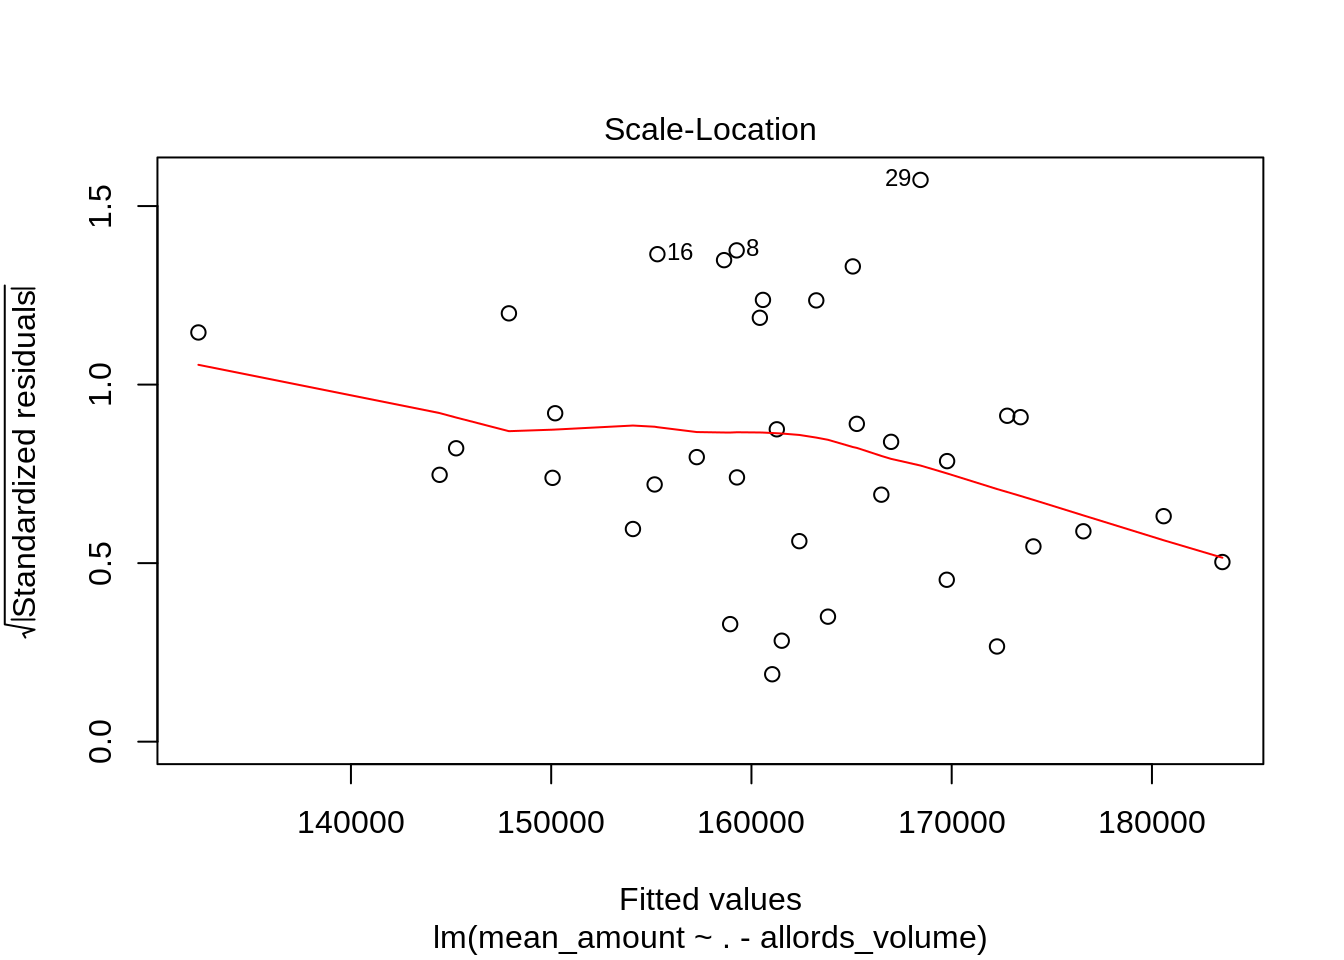 Scale-Location
√|Standardized residuals|
1.5
1.0
0.5
0.0
29
16
8
140000 150000 160000 170000 180000
Fitted values
lm(mean_amount ~ . - allords_volume)